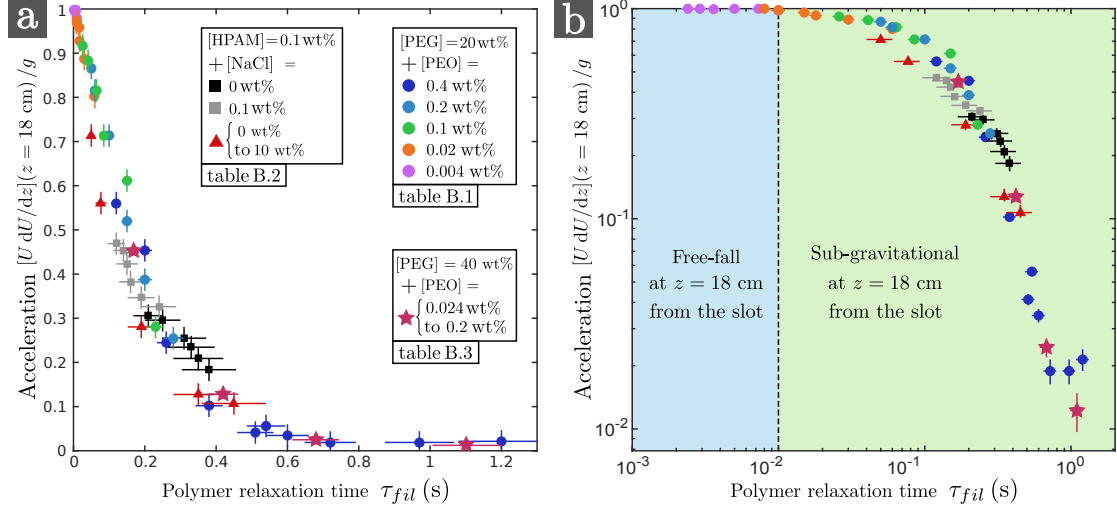 a
Acceleration [U dU/dz](z = 18 cm) / g
1
0.9
0.8
0.7
0.6
0.5
0.4
0.3
0.2
0.1
0
0
0.2
0.4
0.6
0.8
1
1.2
Polymer relaxation time τfil (s)
[HPAM]=0.1wt%
+ [NaCl] =
0 wt%
0.1 wt%
0 wt%
to 10 wt%
table B.2
[PEG]=20wt%
+[PEO]=
0.4 wt%
0.2 wt%
0.1 wt%
0.02 wt%
0.004 wt%
table B.1
[PEG]=40 wt%
+[PEO]=
0.024 wt%
to 0.2 wt%
table B.3
b
Acceleration [U dU/dz](z = 18 cm) / g
10^0
10^-1
10^-2
Free-fall
at z = 18 cm
from the slot
Sub-gravitational
at z = 18 cm
from the slot
10^-3
10^-2
10^-1
10^0
Polymer relaxation time τfil (s)